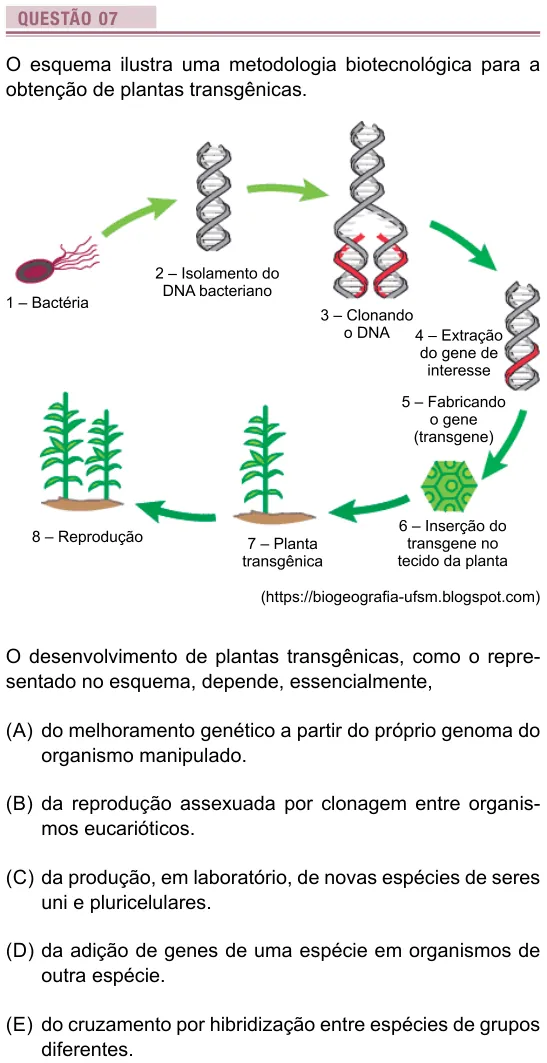 QUESTÃO 07
O esquema ilustra uma metodologia biotecnológica para a
obtenção de plantas transgênicas.
1 – Bactéria
2 – Isolamento do
DNA bacteriano
3 – Clonando
o DNA
4 – Extração
do gene de
interesse
5 – Fabricando
o gene
(transgene)
6 – Inserção do
transgene no
tecido da planta
7 – Planta
transgênica
8 – Reprodução
(https://biogeografia-ufsm.blogspot.com)
O desenvolvimento de plantas transgênicas, como o repre-
sentado no esquema, depende, essencialmente,
(A) do melhoramento genético a partir do próprio genoma do
organismo manipulado.
(B) da reprodução assexuada por clonagem entre organis-
mos eucarióticos.
(C) da produção, em laboratório, de novas espécies de seres
uni e pluricelulares.
(D) da adição de genes de uma espécie em organismos de
outra espécie.
(E) do cruzamento por hibridização entre espécies de grupos
diferentes.